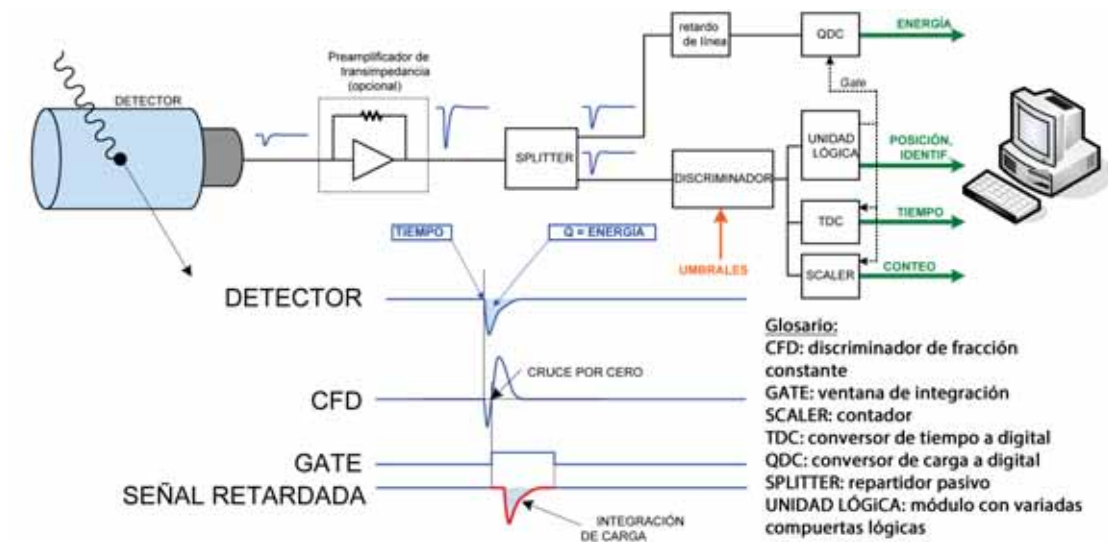 DETECTOR
Preamplificador de
transimpedancia
(opcional)
SPLITTER
retardo
de línea
QDC
ENERGÍA
Gate
DISCRIMINADOR
UMBRALES
UNIDAD
LÓGICA
POSICIÓN,
IDENTIF.
TDC
TIEMPO
SCALER
CONTEO
TIEMPO
Q = ENERGIA
DETECTOR
CRUCE POR CERO
CFD
GATE
SEÑAL RETARDADA
INTEGRACIÓN
DE CARGA
Glosario:
CFD: discriminador de fracción
constante
GATE: ventana de integración
SCALER: contador
TDC: conversor de tiempo a digital
QDC: conversor de carga a digital
SPLITTER: repartidor pasivo
UNIDAD LÓGiCA: módulo con variadas
compuertas lógicas